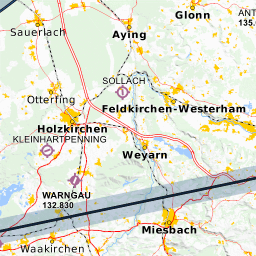 Glonn
ANT
135.
Sauerlach
Aying
SOLLACH
Otterfing
Feldkirchen-Westerham
Holzkirchen
KLEINHARTPENNING
Weyarn
WARNGAU
132.830
Miesbach
Waakirchen